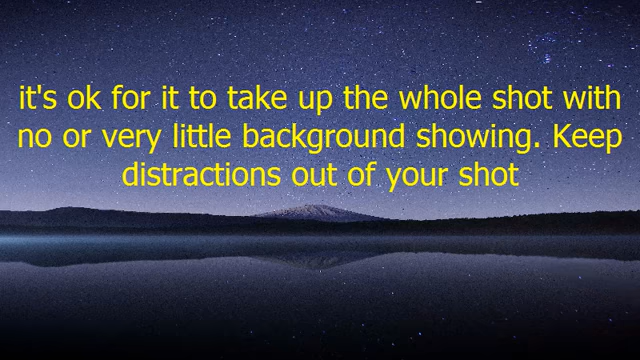 it's ok for it to take up the whole shot with
no or very little background showing. Keep
distractions out of your shot